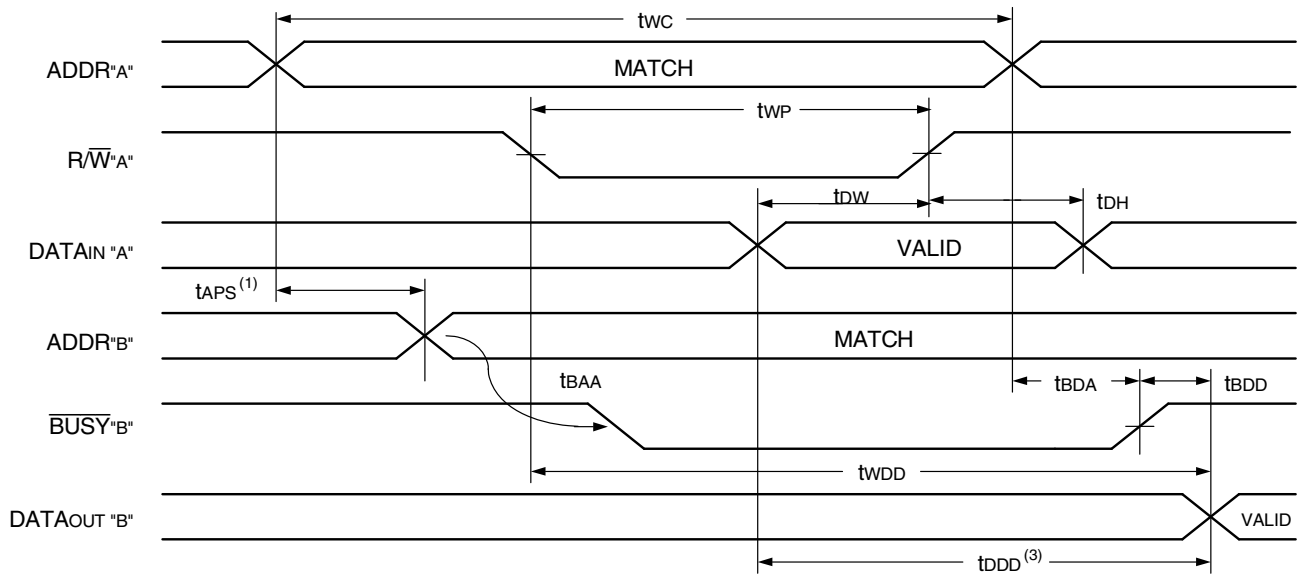 tWC
ADDR"A"
MATCH
tWP
R/W̅"A"
tDW
tDH
DATAIN "A"
VALID
tAPS(1)
ADDR"B"
MATCH
tBAA
tBDA
tBDD
B̅U̅S̅Y̅"B"
tWDD
DATAOUT "B"
VALID
tDDD(3)